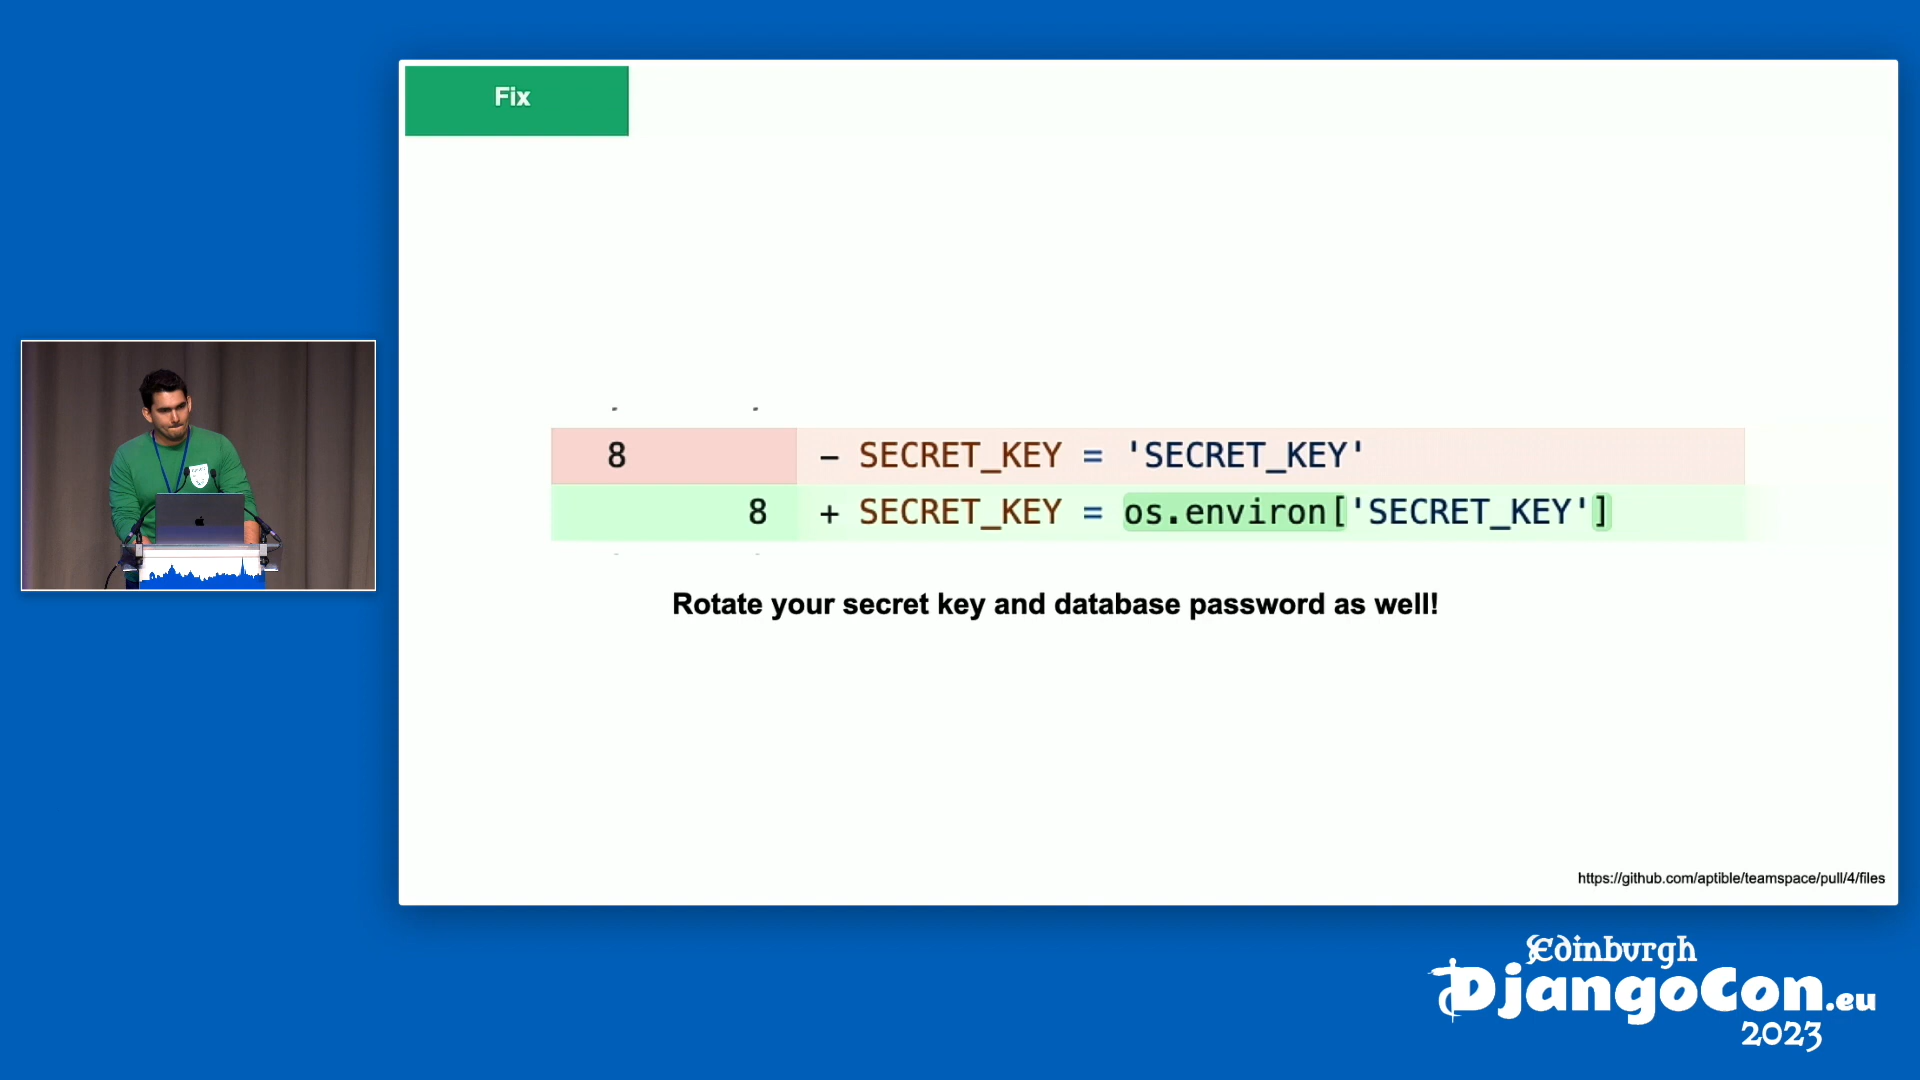 Fix
8 - SECRET_KEY = 'SECRET_KEY'
8 + SECRET_KEY = os.environ['SECRET_KEY']
Rotate your secret key and database password as well!
https://github.com/aptible/teamspace/pull/4/files
Edinburgh
DjangoCon.eu
2023